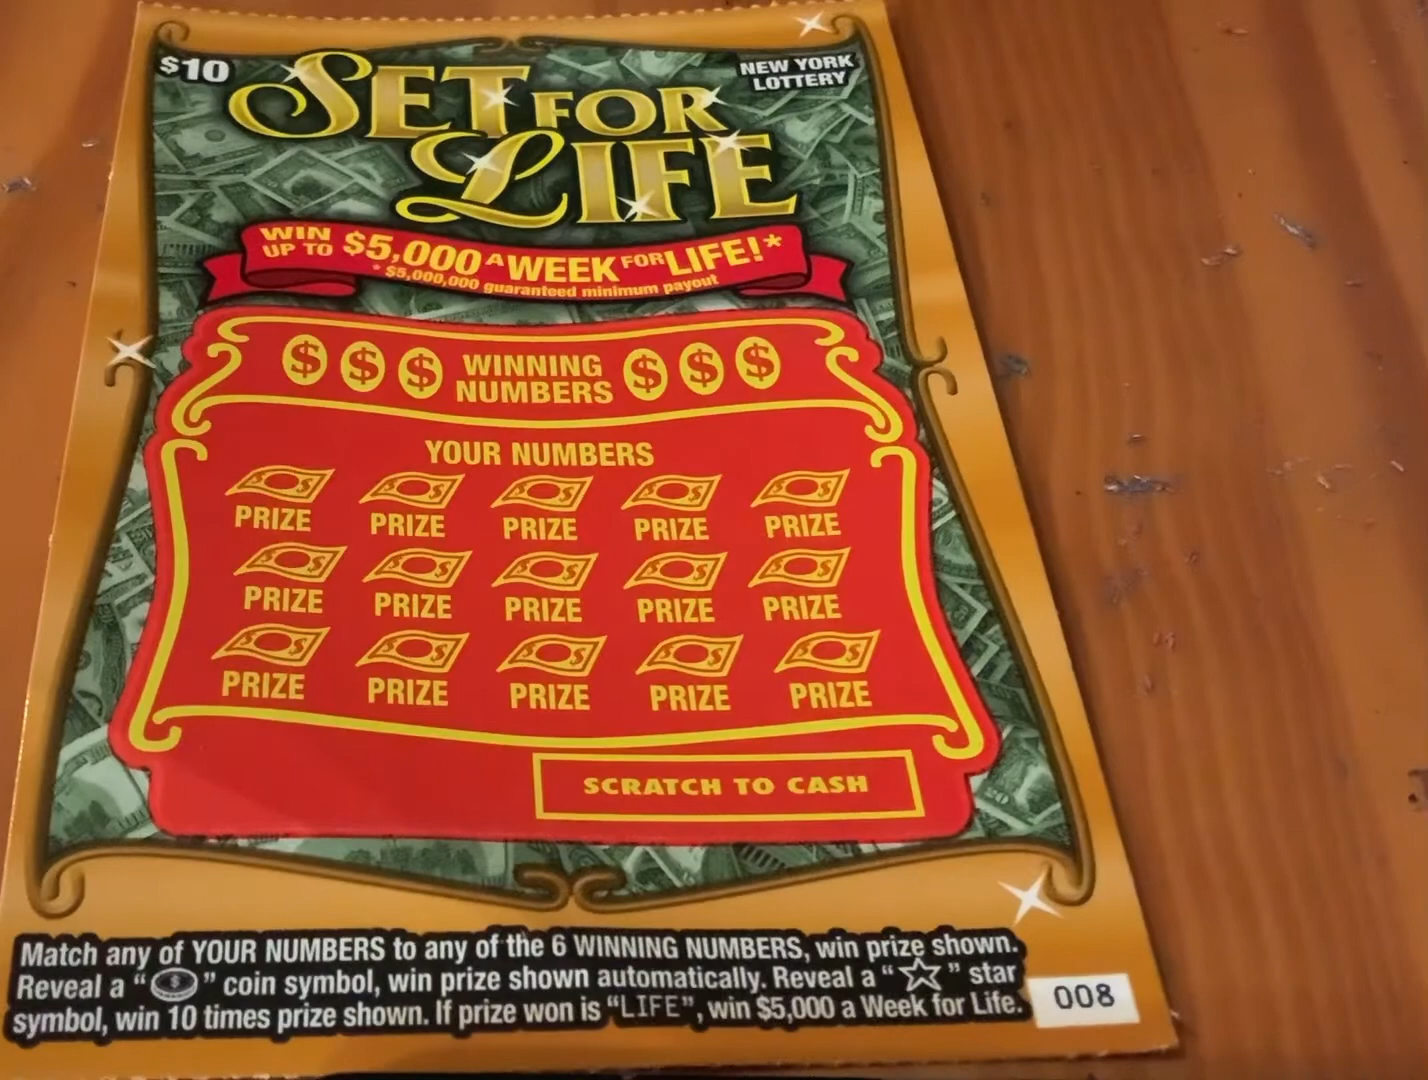 $10
SET FOR
LIFE
NEW YORK
LOTTERY
WIN
UP TO $5,000 A WEEK FOR LIFE!*
* $5,000,000 guaranteed minimum payout
$ $ $ WINNING
NUMBERS $ $ $
YOUR NUMBERS
PRIZE PRIZE PRIZE PRIZE PRIZE
PRIZE PRIZE PRIZE PRIZE PRIZE
PRIZE PRIZE PRIZE PRIZE PRIZE
SCRATCH TO CASH
Match any of YOUR NUMBERS to any of the 6 WINNING NUMBERS, win prize shown.
Reveal a “ $ ” coin symbol, win prize shown automatically. Reveal a “☆” star
symbol, win 10 times prize shown. If prize won is “LIFE”, win $5,000 a Week for Life.
008